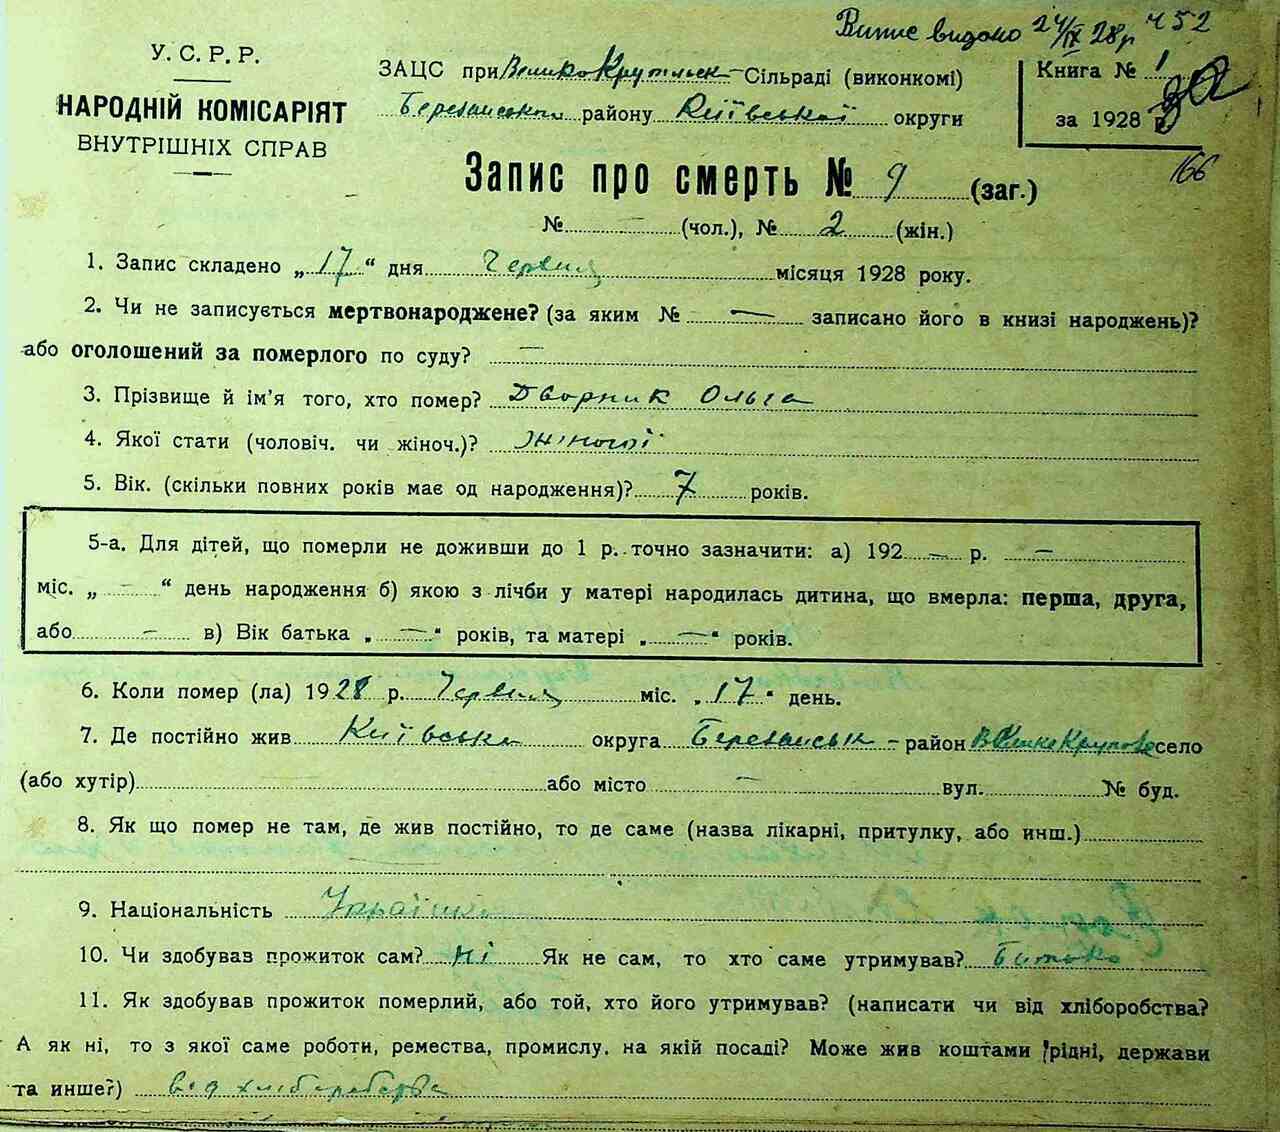 Випис видано 24/IX 28р ч 52
У. С. Р. Р.
НАРОДНІЙ КОМІСАРІЯТ
ВНУТРІШНІХ СПРАВ
ЗАЦС при Велико Крупольск- Сільраді (виконкомі)
Березанському району Київської округи
Книга № 1
за 1928 р.
166
Запис про смерть № 9 (заг.)
№ — (чол.), № 2 (жін.)
1. Запис складено „17“ дня Червня місяця 1928 року.
2. Чи не записується мертвонароджене? (за яким № — записано його в книзі народжень)?
або оголошений за померлого по суду? —
3. Прізвище й ім’я того, хто помер? Дворник Ольга
4. Якої стати (чоловіч. чи жіноч.)? Жіночої
5. Вік. (скільки повних років має од народження)? 7 років.
5-а. Для дітей, що померли не доживши до 1 р. точно зазначити: а) 192 — р. —
міс. „ — “ день народження б) якою з лічби у матері народилась дитина, що вмерла: перша, друга,
або — в) Вік батька „ — “ років, та матері „ — “ років.
6. Коли помер (ла) 1928 р. Червня міс. „17“ день.
7. Де постійно жив Київська округа Березанськ - район село
(або хутір) або місто — вул. № буд.
8. Як що помер не там, де жив постійно, то де саме (назва лікарні, притулку, або инш.)
9. Національність Українка
10. Чи здобував прожиток сам? Ні Як не сам, то хто саме утримував? Батько
11. Як здобував прожиток померлий, або той, хто його утримував? (написати чи від хліборобства?
А як ні, то з якої саме роботи, ремества, промислу, на якій посаді? Може жив коштами рідні, держави
та инше?) від хліборобства